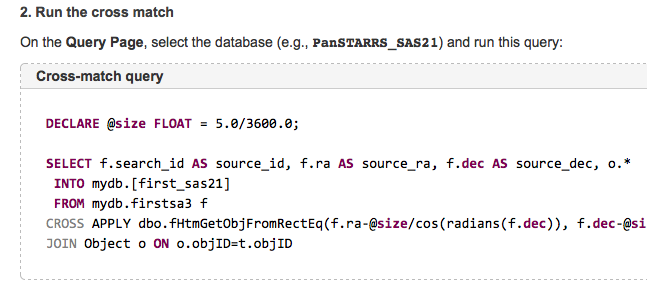 2. Run the cross match
On the Query Page, select the database (e.g., PanSTARRS_SAS21) and run this query:
Cross-match query
DECLARE @size FLOAT = 5.0/3600.0;
SELECT f.search_id AS source_id, f.ra AS source_ra, f.dec AS source_dec, o.*
INTO mydb.[first_sas21]
FROM mydb.firstsa3 f
CROSS APPLY dbo.fHtmGetObjFromRectEq(f.ra-@size/cos(radians(f.dec)), f.dec-@si
JOIN Object o ON o.objID=t.objID